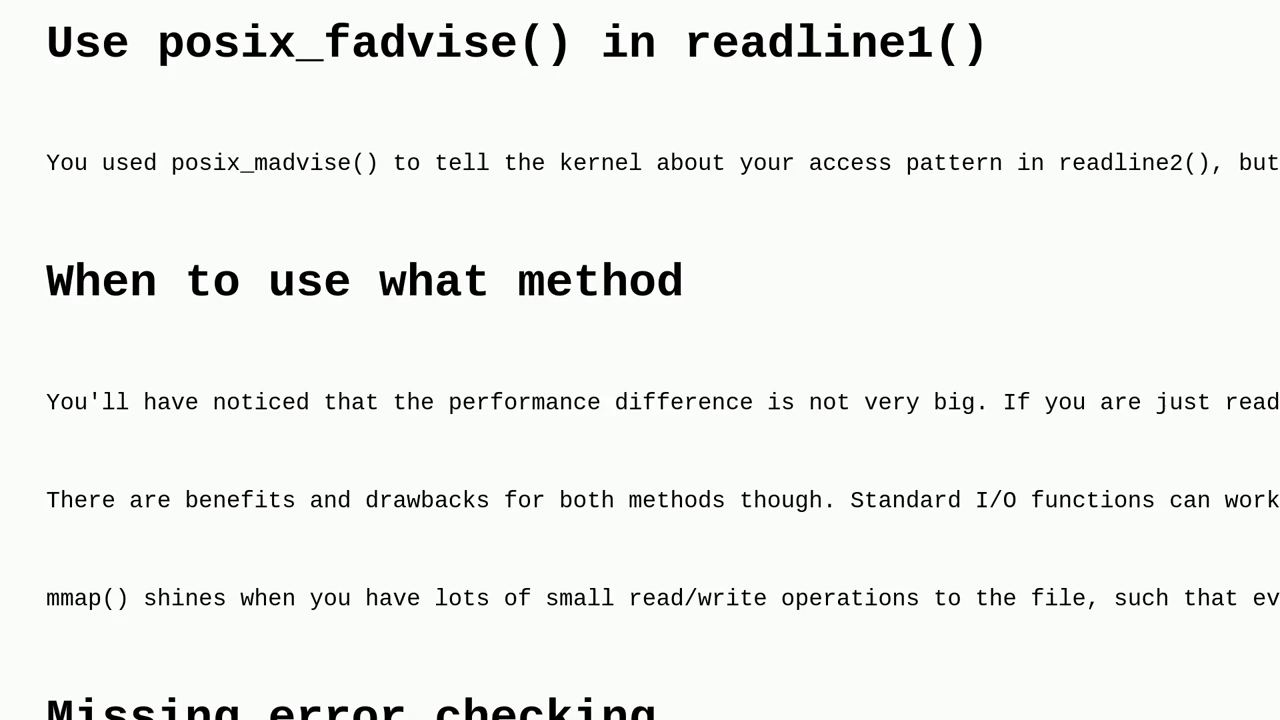 Use posix_fadvise() in readline1()
You used posix_madvise() to tell the kernel about your access pattern in readline2(), but
When to use what method
You'll have noticed that the performance difference is not very big. If you are just read
There are benefits and drawbacks for both methods though. Standard I/O functions can work
mmap() shines when you have lots of small read/write operations to the file, such that ev
Missing error checking